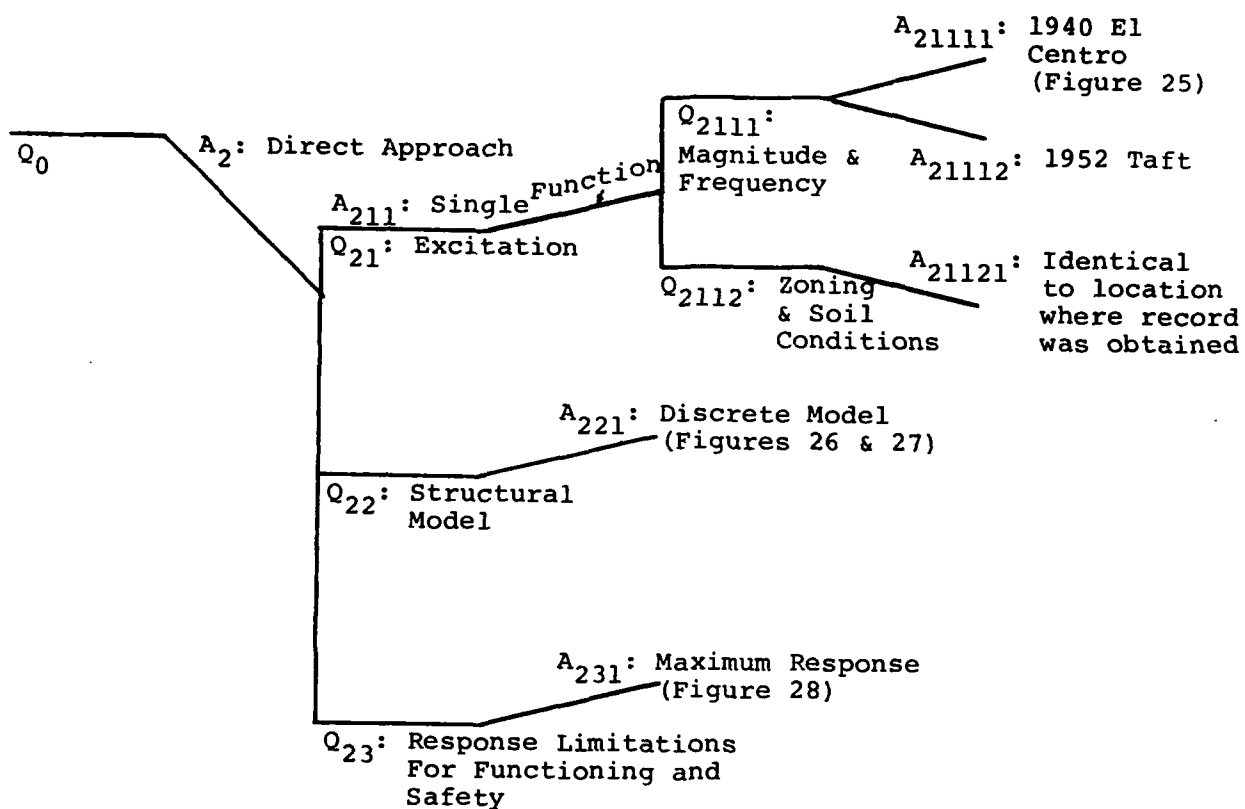 A21111: 1940 El
Centro
(Figure 25)
Q0
A2: Direct Approach
Q2111:
Magnitude &
Frequency
A21112: 1952 Taft
A211: Single Function
Q21: Excitation
Q2112: Zoning
& Soil
Conditions
A21121: Identical
to location
where record
was obtained
A221: Discrete Model
(Figures 26 & 27)
Q22: Structural
Model
A231: Maximum Response
(Figure 28)
Q23: Response Limitations
For Functioning and
Safety